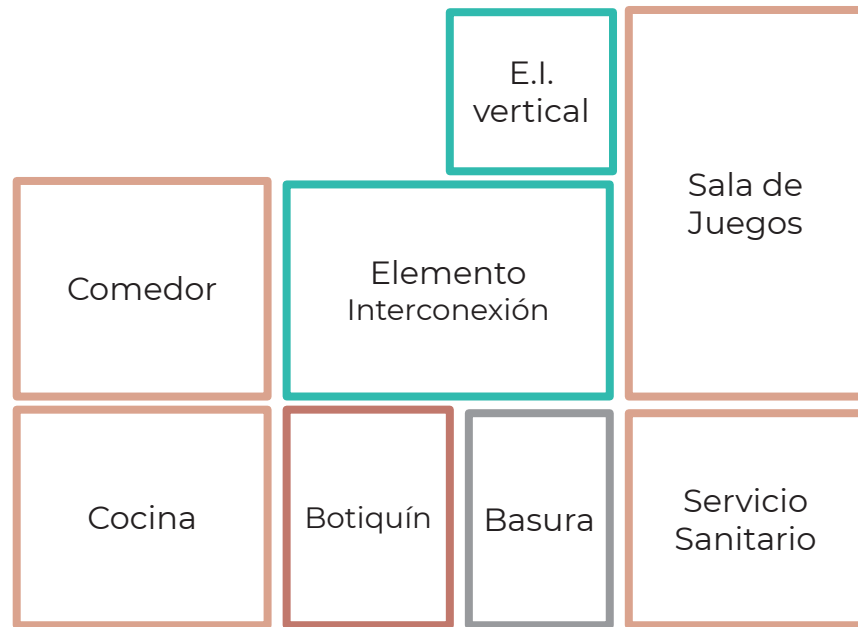 E.I.
vertical
Sala de
Juegos
Comedor
Elemento
Interconexión
Cocina
Botiquín
Basura
Servicio
Sanitario